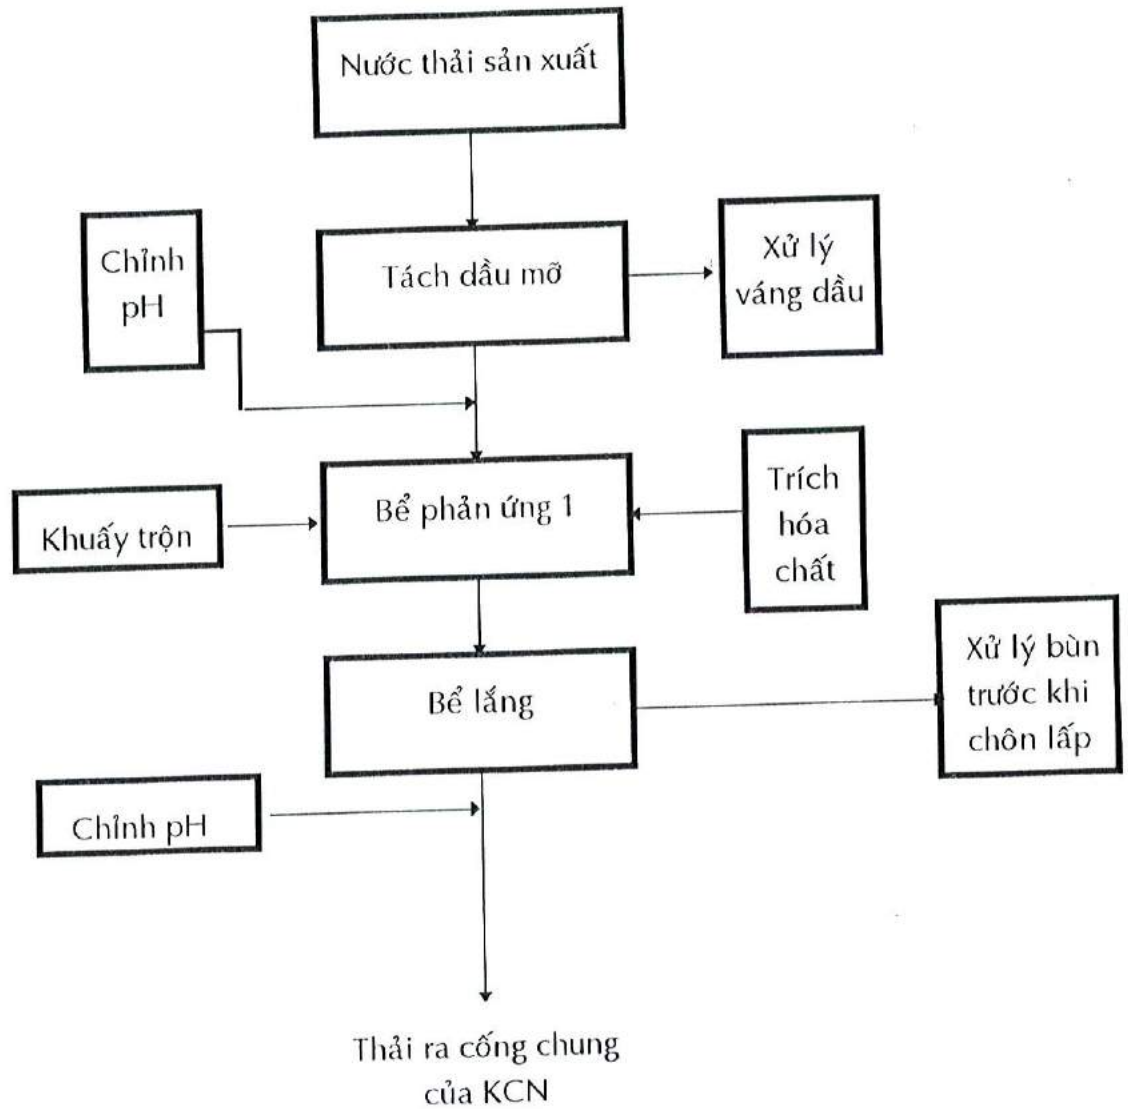 Nước thải sản xuất
Chỉnh
pH
Tách dầu mỡ
Xử lý
váng dầu
Khuấy trộn
Bể phản ứng 1
Trích
hóa
chất
Bể lắng
Xử lý bùn
trước khi
chôn lấp
Chỉnh pH
Thải ra cống chung
của KCN